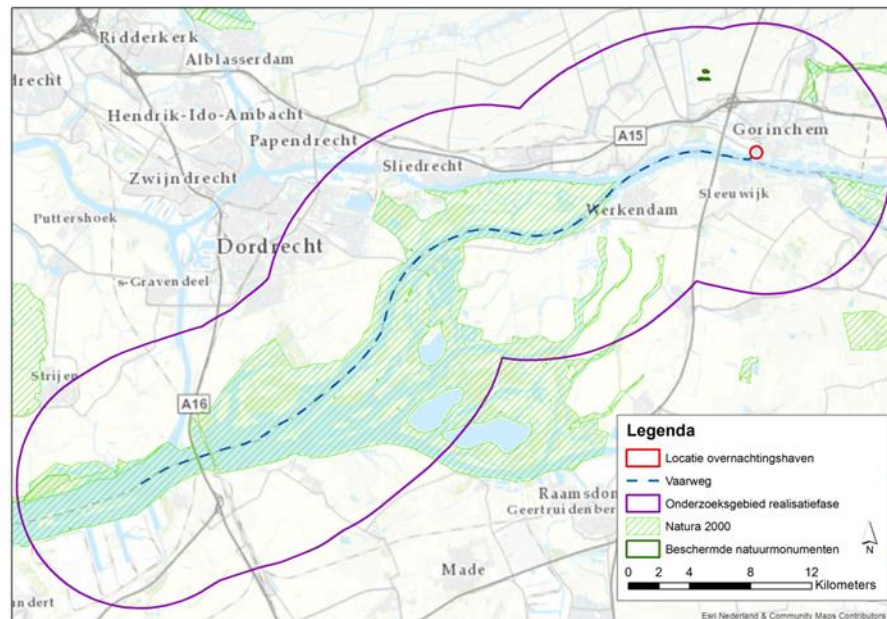 Ridderkerk
Alblasserdam
drecht
Hendrik-Ido-Ambacht
Papendrecht
A15
Gorinchem
Sliedrecht
Zwijndrecht
Sleeuwijk
Werkendam
Puttershoek
Dordrecht
s-Gravendeel
Strijen
A16
Raamsdon
Geertruidenber
Made
undert
Legenda
Locatie overnachtingshaven
Vaarweg
Onderzoeksgebied realisatiefase
Natura 2000
Beschermde natuurmonumenten
N
0 2 4 8 12
Kilometers
Esri Nederland & Community Maps Contributors